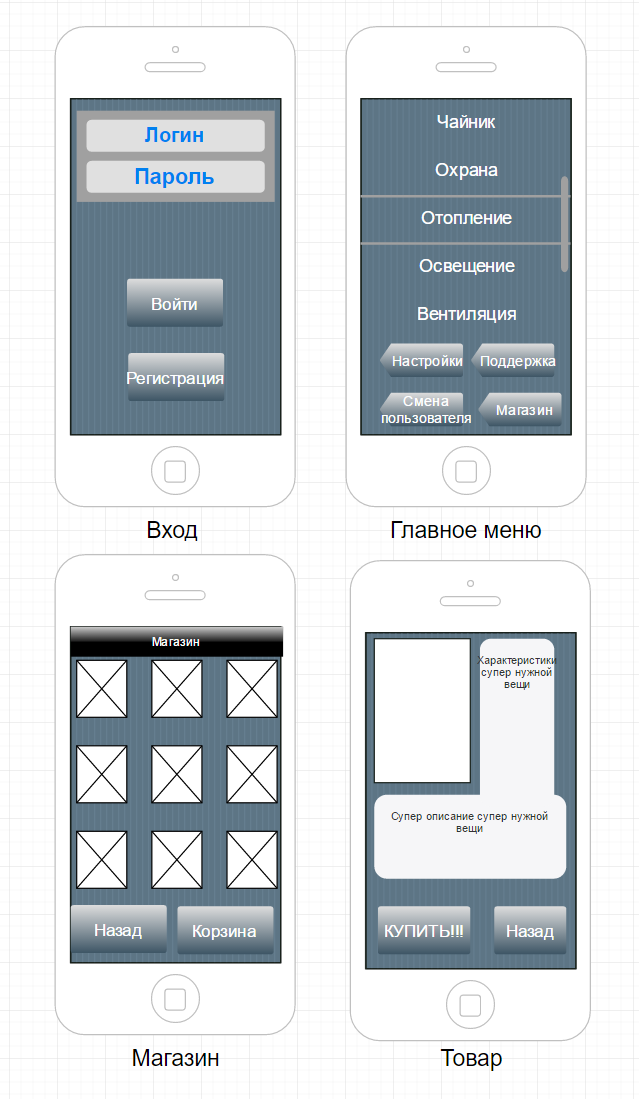 Логин
Пароль
Войти
Регистрация
Вход
Чайник
Охрана
Отопление
Освещение
Вентиляция
Настройки
Поддержка
Смена
пользователя
Магазин
Главное меню
Магазин
Назад
Корзина
Магазин
Характеристики
супер нужной
вещи
Супер описание супер нужной
вещи
КУПИТЬ!!!
Назад
Товар